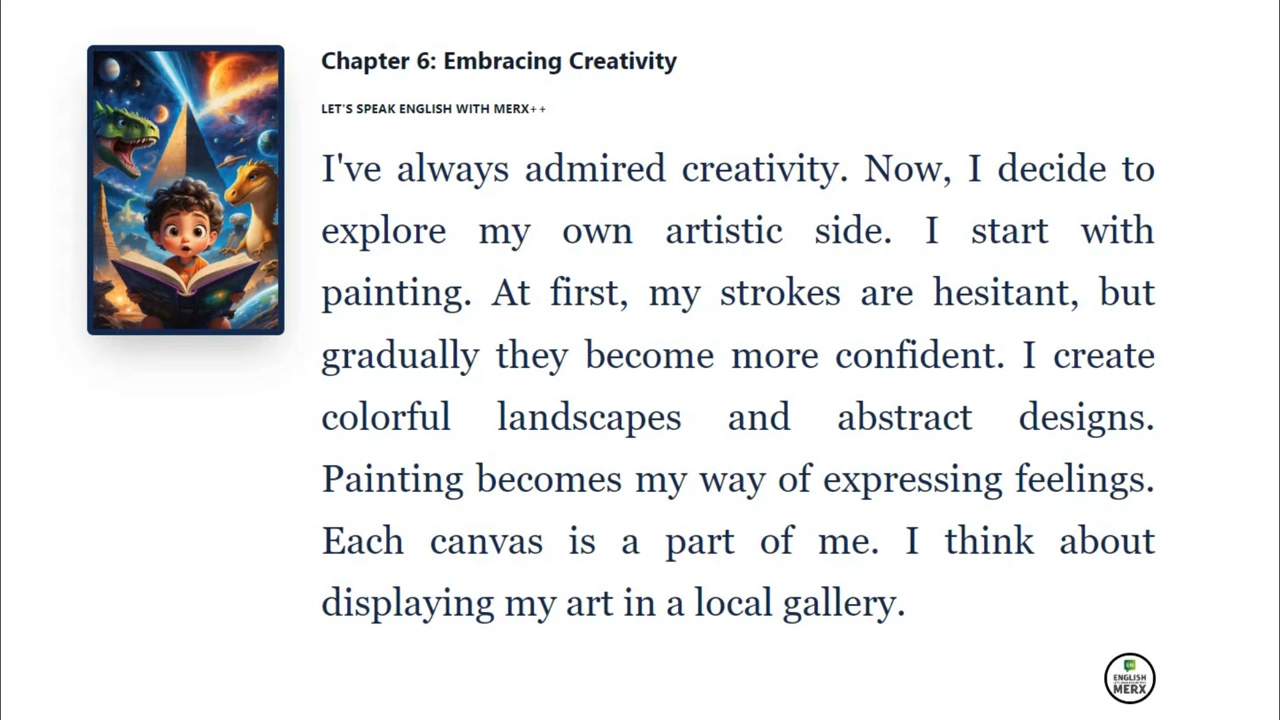 Chapter 6: Embracing Creativity
LET'S SPEAK ENGLISH WITH MERX++
I've always admired creativity. Now, I decide to
explore my own artistic side. I start with
painting. At first, my strokes are hesitant, but
gradually they become more confident. I create
colorful landscapes and abstract designs.
Painting becomes my way of expressing feelings.
Each canvas is a part of me. I think about
displaying my art in a local gallery.
EN
ENGLISH
MERX